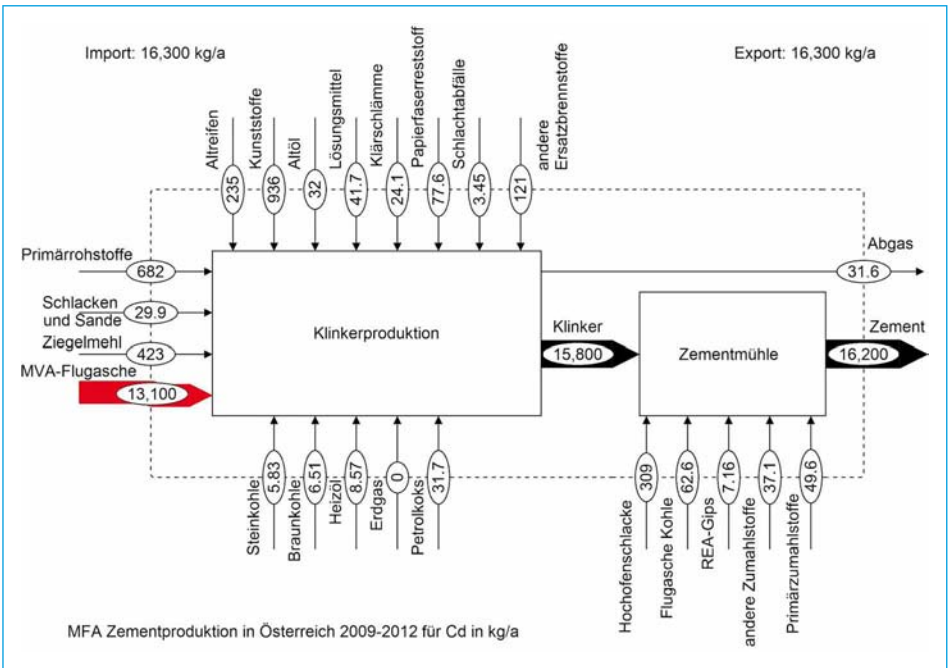 Import: 16,300 kg/a
Export: 16,300 kg/a
Altreifen
235
Kunststoffe
936
Altöl
32
Lösungsmittel
41.7
Klärschlämme
24.1
Papierfaserreststoff
77.6
Schlachtabfälle
3.45
andere
Ersatzbrennstoffe
121
Primärrohstoffe
682
Schlacken
und Sande
29.9
Ziegelmehl
423
MVA-Flugasche
13,100
Klinkerproduktion
Abgas
31.6
Klinker
15,800
Zementmühle
Zement
16,200
Steinkohle
5.83
Braunkohle
6.51
Heizöl
8.57
Erdgas
0
Petrolkoks
31.7
Hochofenschlacke
309
Flugasche Kohle
62.6
REA-Gips
7.16
andere Zumahlstoffe
37.1
Primärzumahlstoffe
49.6
MFA Zementproduktion in Österreich 2009-2012 für Cd in kg/a